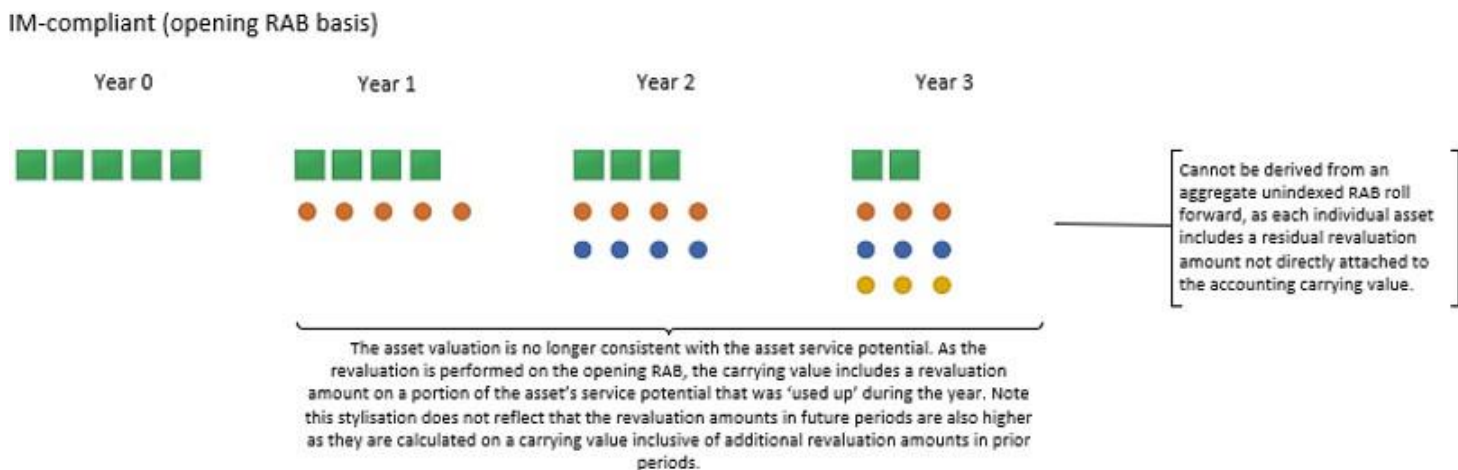 IM-compliant (opening RAB basis)
Year 0
Year 1
Year 2
Year 3
Cannot be derived from an
aggregate unindexed RAB roll
forward, as each individual asset
includes a residual revaluation
amount not directly attached to
the accounting carrying value.
The asset valuation is no longer consistent with the asset service potential. As the
revaluation is performed on the opening RAB, the carrying value includes a revaluation
amount on a portion of the asset's service potential that was 'used up' during the year. Note
this stylisation does not reflect that the revaluation amounts in future periods are also higher
as they are calculated on a carrying value inclusive of additional revaluation amounts in prior
periods.